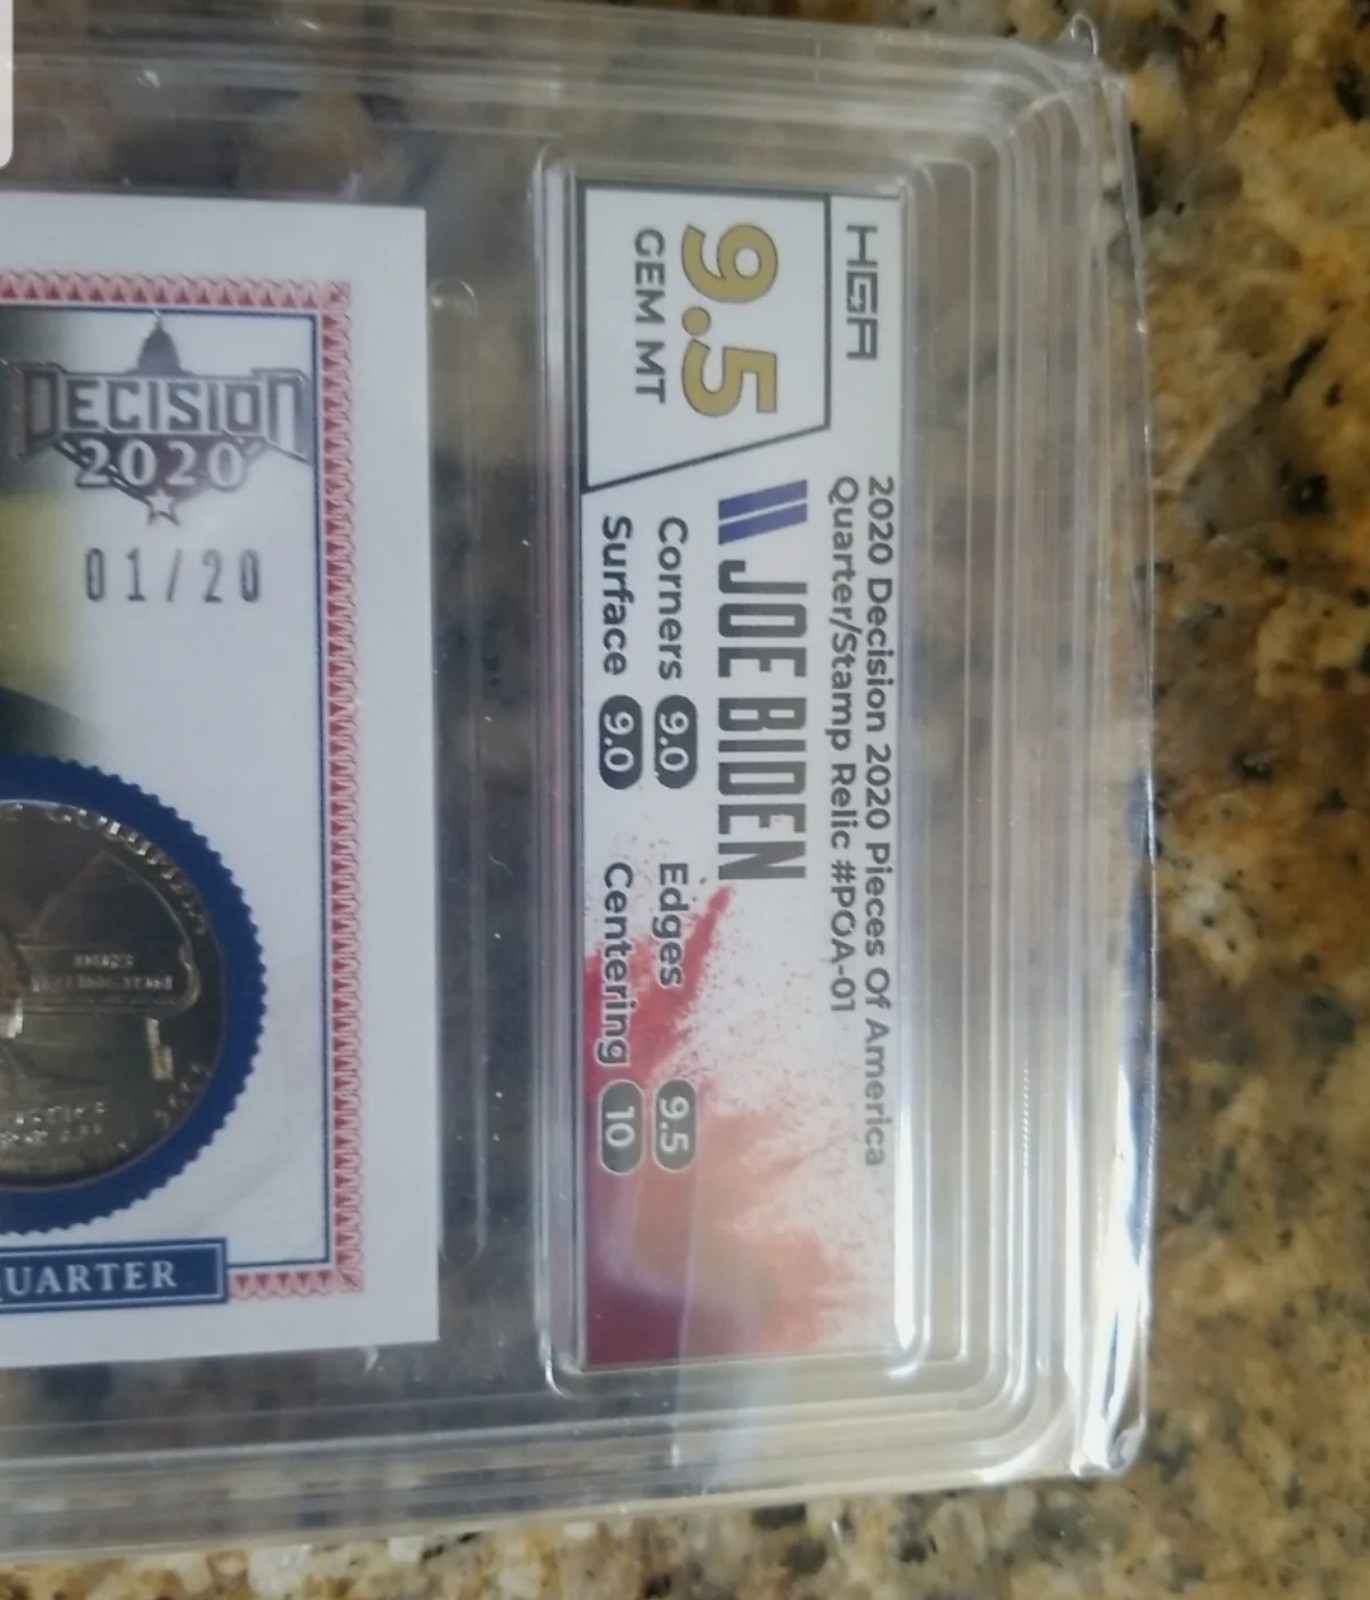 HGA
2020 Decision 2020 Pieces Of America
Quarter/Stamp Relic #POA-01
9.5
GEM MT
JOE BIDEN
Corners 9.0 Edges 9.5
Surface 9.0 Centering 10
DECISION
2020
01/20
QUARTER